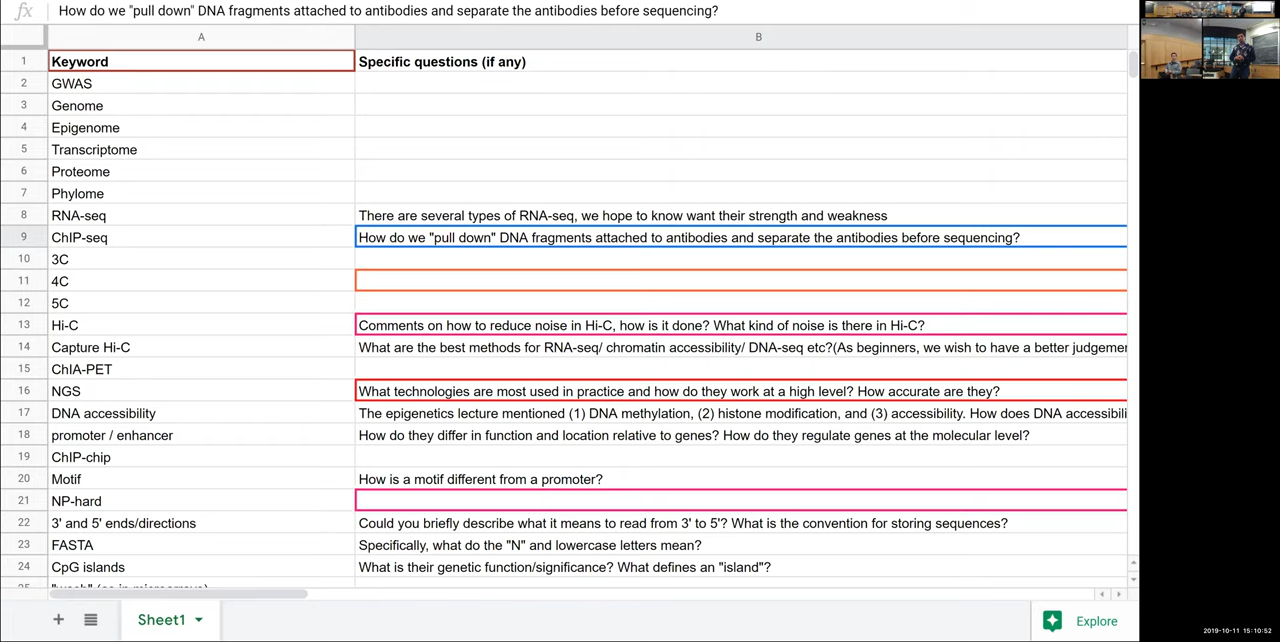 fx How do we "pull down" DNA fragments attached to antibodies and separate the antibodies before sequencing?
A B
1 Keyword Specific questions (if any)
2 GWAS
3 Genome
4 Epigenome
5 Transcriptome
6 Proteome
7 Phylome
8 RNA-seq There are several types of RNA-seq, we hope to know want their strength and weakness
9 ChIP-seq How do we "pull down" DNA fragments attached to antibodies and separate the antibodies before sequencing?
10 3C
11 4C
12 5C
13 Hi-C Comments on how to reduce noise in Hi-C, how is it done? What kind of noise is there in Hi-C?
14 Capture Hi-C What are the best methods for RNA-seq/ chromatin accessibility/ DNA-seq etc?(As beginners, we wish to have a better judgemer
15 ChIA-PET
16 NGS What technologies are most used in practice and how do they work at a high level? How accurate are they?
17 DNA accessibility The epigenetics lecture mentioned (1) DNA methylation, (2) histone modification, and (3) accessibility. How does DNA accessibili
18 promoter / enhancer How do they differ in function and location relative to genes? How do they regulate genes at the molecular level?
19 ChIP-chip
20 Motif How is a motif different from a promoter?
21 NP-hard
22 3' and 5' ends/directions Could you briefly describe what it means to read from 3' to 5'? What is the convention for storing sequences?
23 FASTA Specifically, what do the "N" and lowercase letters mean?
24 CpG islands What is their genetic function/significance? What defines an "island"?
Sheet1 Explore
2019-10-11 15:10:52